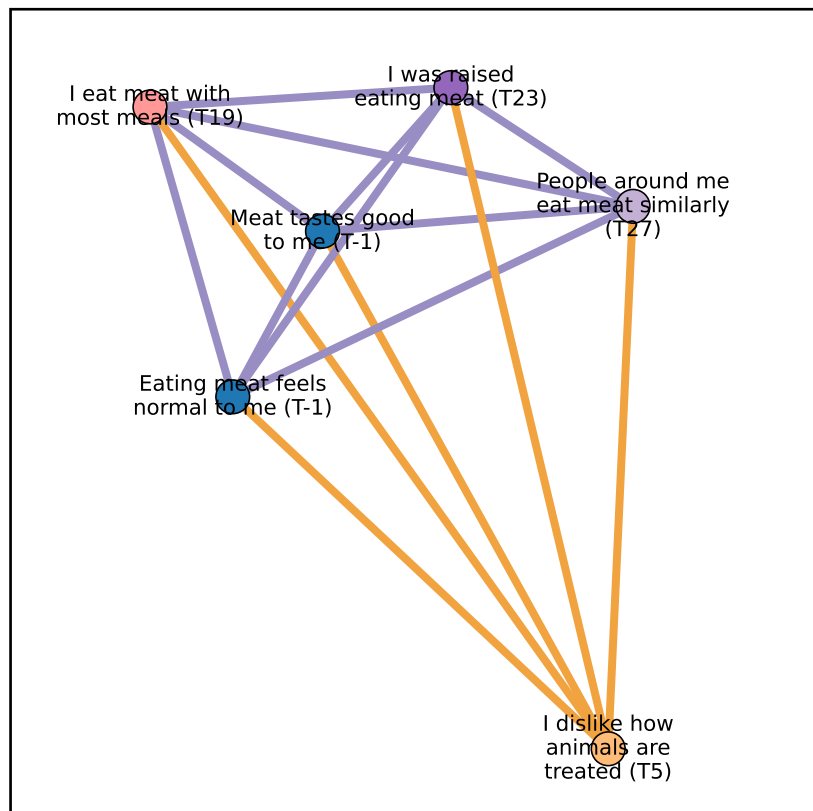 I eat meat with
most meals (T19)
I was raised
eating meat (T23)
People around me
eat meat similarly
(T27)
Meat tastes good
to me (T-1)
Eating meat feels
normal to me (T-1)
I dislike how
animals are
treated (T5)